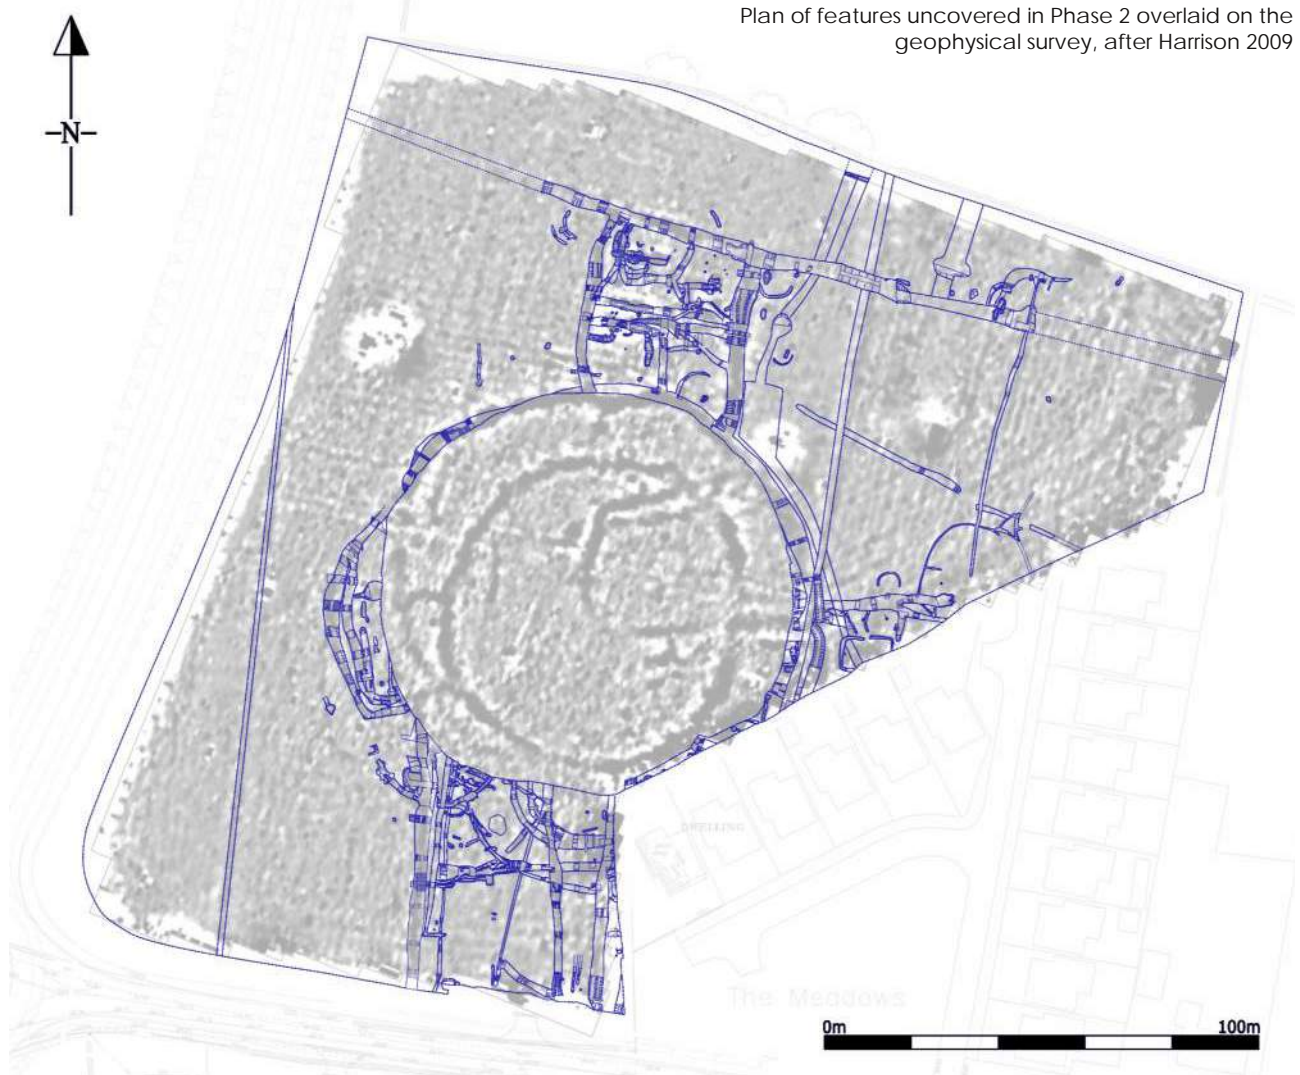 Plan of features uncovered in Phase 2 overlaid on the
geophysical survey, after Harrison 2009
N
DWELLING
The Meadows
0m 100m